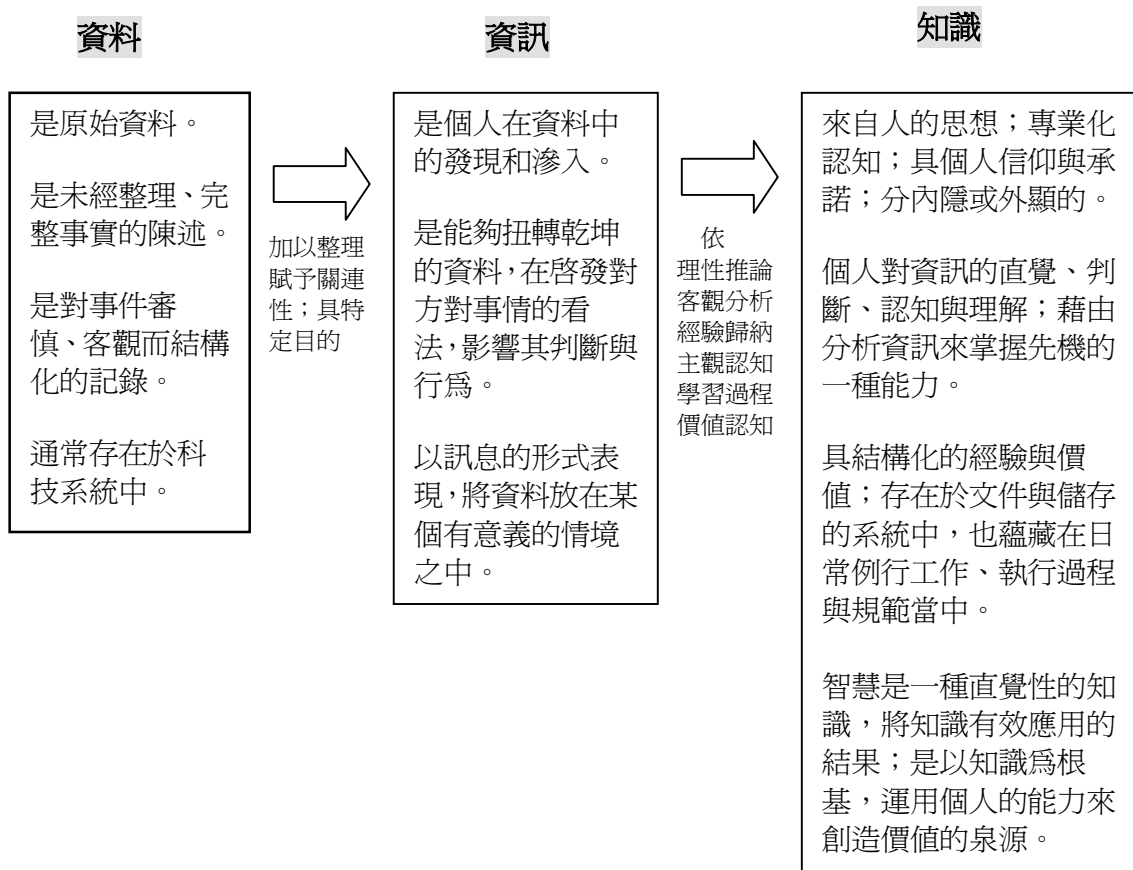 資料
是原始資料。
是未經整理、完
整事實的陳述。
是對事件審
慎、客觀而結構
化的記錄。
通常存在於科
技系統中。
加以整理
賦予關連
性；具特
定目的
資訊
是個人在資料中
的發現和滲入。
是能夠扭轉乾坤
的資料，在啓發對
方對事情的看
法，影響其判斷與
行爲。
以訊息的形式表
現，將資料放在某
個有意義的情境
之中。
依
理性推論
客觀分析
經驗歸納
主觀認知
學習過程
價值認知
知識
來自人的思想；專業化
認知；具個人信仰與承
諾；分內隱或外顯的。
個人對資訊的直覺、判
斷、認知與理解；藉由
分析資訊來掌握先機的
一種能力。
具結構化的經驗與價
值；存在於文件與儲存
的系統中，也蘊藏在日
常例行工作、執行過程
與規範當中。
智慧是一種直覺性的知
識，將知識有效應用的
結果；是以知識爲根
基，運用個人的能力來
創造價值的泉源。